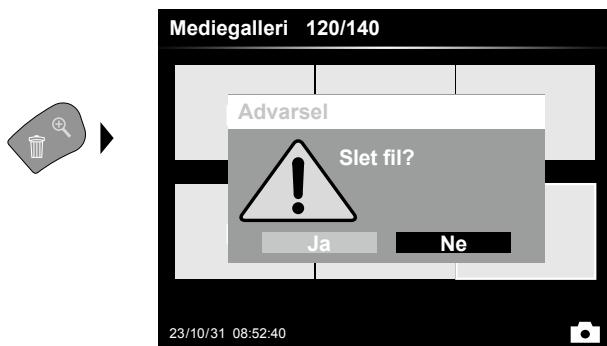 Mediegalleri 120/140
Advarsel
Slet fil?
Ja Ne
23/10/31 08:52:40